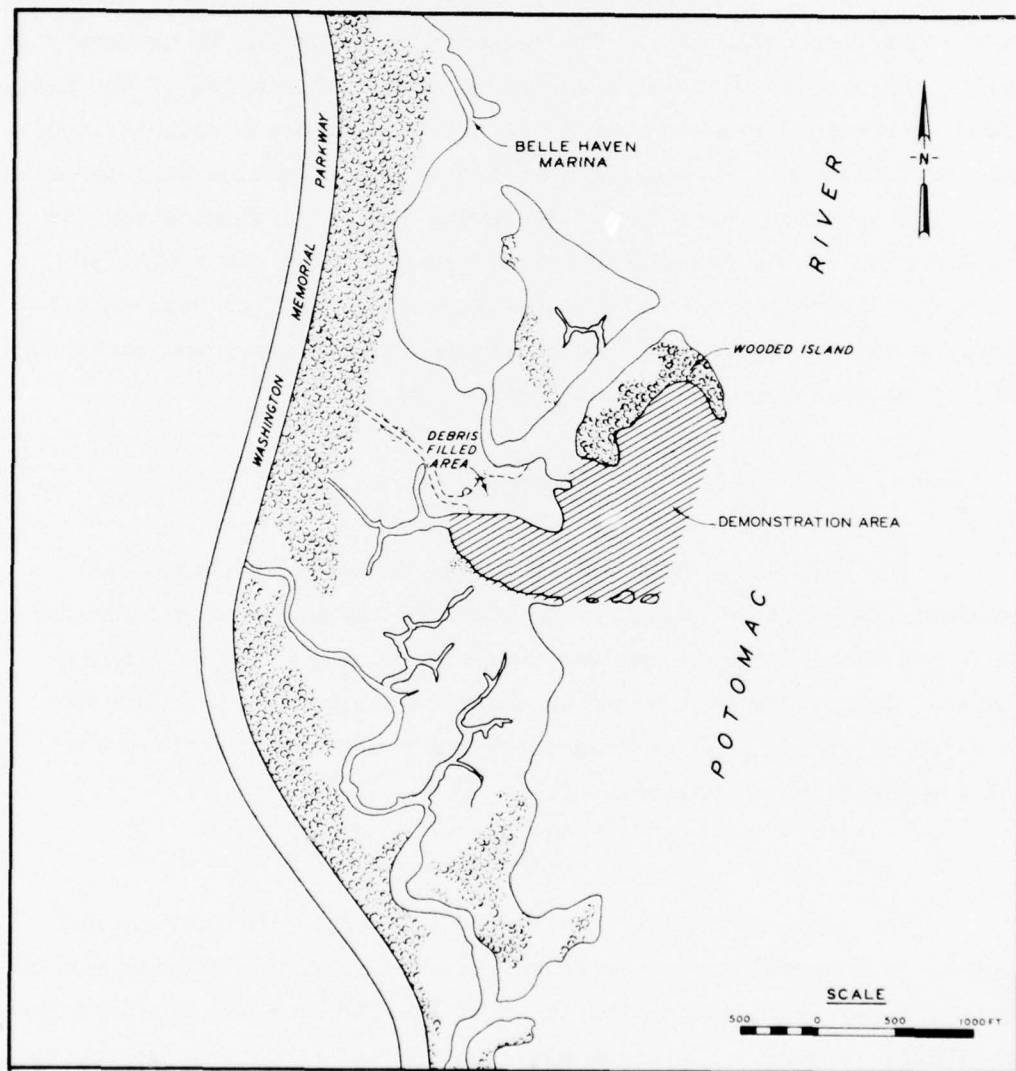 BELLE HAVEN
MARINA
-N-
RIVER
WASHINGTON MEMORIAL PARKWAY
WOODED ISLAND
DEBRIS
FILLED
AREA
DEMONSTRATION AREA
POTOMAC
SCALE
500 0 500 1000 FT